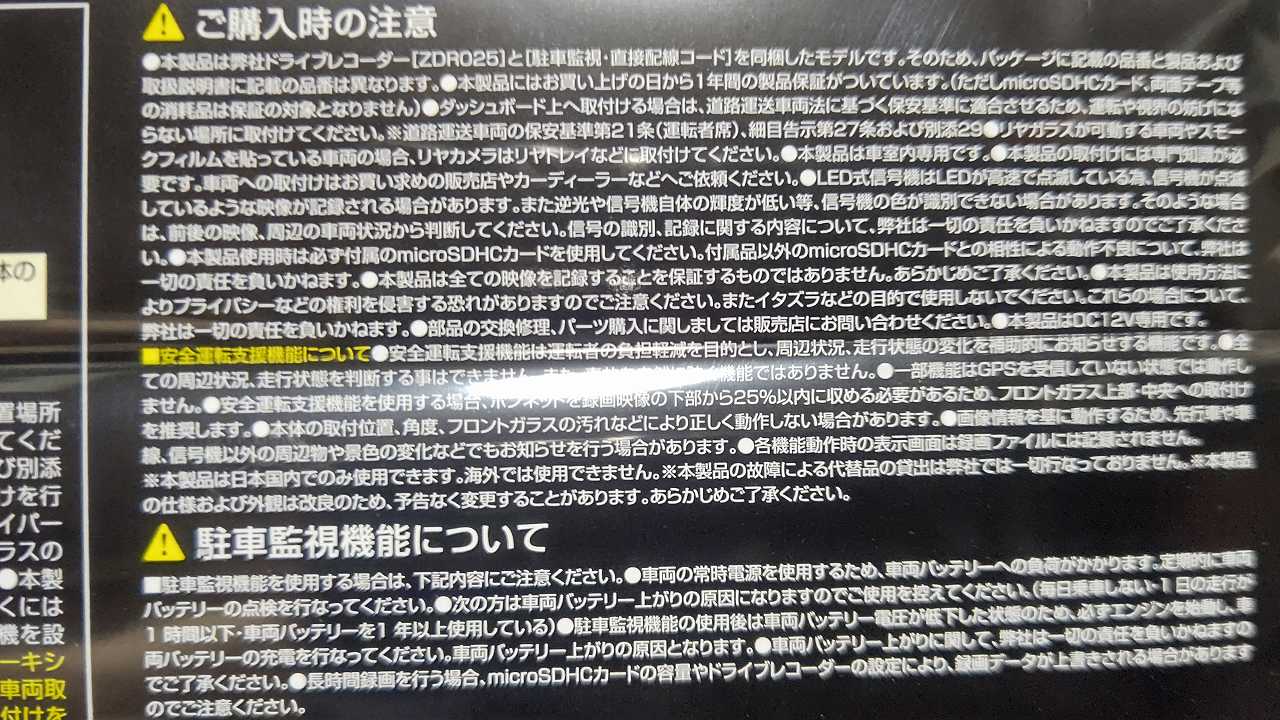 ご購入時の注意
●本製品は弊社ドライブレコーダー[ZDR025]と[駐車監視・直接配線コード]を同梱したモデルです。そのため、パッケージに記載の品番と製品および
取扱説明書に記載の品番は異なります。●本製品にはお買い上げの日から1年間の製品保証がついています。(ただしmicroSDHCカード、両面テープ等
の消耗品は保証の対象となりません)●ダッシュボード上へ取付ける場合は、道路運送車両法に基づく保安基準に適合させるため、運転や視界の妨げにな
らない場所に取付けてください。※道路運送車両の保安基準第21条(運転者席)、細目告示第27条および別添29●リヤガラスが可動する車両やスモー
クフィルムを貼っている車両の場合、リヤカメラはリヤトレイなどに取付けてください。●本製品は車室内専用です。●本製品の取付けには専門知識が必
要です。車両への取付けはお買い求めの販売店やカーディーラーなどへご依頼ください。●LED式信号機はLEDが高速で点滅している為、信号機が点滅
しているような映像が記録される場合があります。また逆光や信号機自体の輝度が低い等、信号機の色が識別できない場合があります。そのような場合
は、前後の映像、周辺の車両状況から判断してください。信号の識別、記録に関する内容について、弊社は一切の責任を負いかねますのでご了承くださ
い。●本製品使用時は必ず付属のmicroSDHCカードを使用してください。付属品以外のmicroSDHCカードとの相性による動作不良について、弊社は
一切の責任を負いかねます。●本製品は全ての映像を記録することを保証するものではありません。あらかじめご了承ください。●本製品は使用方法に
よりプライバシーなどの権利を侵害する恐れがありますのでご注意ください。またイタズラなどの目的で使用しないでください。これらの場合について、
弊社は一切の責任を負いかねます。●部品の交換修理、パーツ購入に関しましては販売店にお問い合わせください。●本製品はDC12V専用です。
■安全運転支援機能について●安全運転支援機能は運転者の負担軽減を目的とし、周辺状況、走行状態の変化を補助的にお知らせする機能です。●全
ての周辺状況、走行状態を判断する事はできません。また、機能ではありません。●一部機能はGPSを受信していない状態では動作し
ません。●安全運転支援機能を使用する場合、ボンネットを録画映像の下部から25%以内に収める必要があるため、フロントガラス上部・中央への取付け
を推奨します。●本体の取付位置、角度、フロントガラスの汚れなどにより正しく動作しない場合があります。●画像情報を基に動作するため、先行車や車
線、信号機以外の周辺物や景色の変化などでもお知らせを行う場合があります。●各機能動作時の表示画面は録画ファイルには記録されません。
※本製品は日本国内でのみ使用できます。海外では使用できません。※本製品の故障による代替品の貸出は弊社では一切行なっておりません。※本製品
の仕様および外観は改良のため、予告なく変更することがあります。あらかじめご了承ください。
駐車監視機能について
■駐車監視機能を使用する場合は、下記内容にご注意ください。●車両の常時電源を使用するため、車両バッテリーへの負荷がかかります。定期的に車両
バッテリーの点検を行なってください。●次の方は車両バッテリー上がりの原因になりますのでご使用を控えてください。(毎日乗車しない・1日の走行が
1時間以下・車両バッテリーを1年以上使用している)●駐車監視機能の使用後は車両バッテリー電圧が低下した状態のため、必ずエンジンを始動し、車
両バッテリーの充電を行なってください。車両バッテリー上がりの原因となります。●車両バッテリー上がりに関して、弊社は一切の責任を負いかねますの
でご了承ください。●長時間録画を行う場合、microSDHCカードの容量やドライブレコーダーの設定により、録画データが上書きされる場合があります
のでご注意ください。
体の
置場所
てくだ
び別添
けを行
イバー
ラスの
●本製
くには
機を設
ーキシ
車両取
付けを